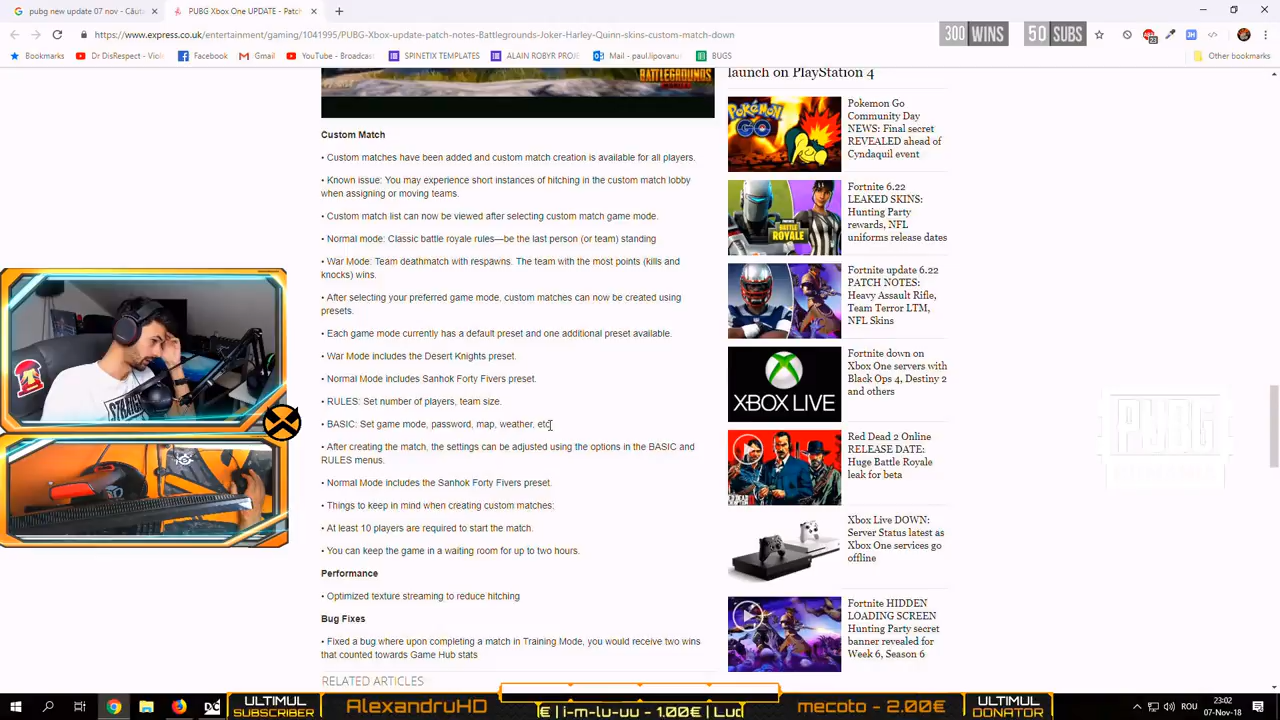 pubg new update 07 nov - Cău
PUBG Xbox One UPDATE - Patch
https://www.express.co.uk/entertainment/gaming/1041995/PUBG-Xbox-update-patch-notes-Battlegrounds-Joker-Harley-Quinn-skins-custom-match-down
300 WINS
50 SUBS
Bookmarks
Dr DisRespect - Vivid
Facebook
Gmail
YouTube - Broadcast
SPINETIX TEMPLATES
ALAIN ROBYR PROJ
Mail - paul.lipovanu
BUGS
Other bookmarks
BATTLEGROUNDS
Custom Match
• Custom matches have been added and custom match creation is available for all players.
• Known issue: You may experience short instances of hitching in the custom match lobby
when assigning or moving teams.
• Custom match list can now be viewed after selecting custom match game mode.
• Normal mode: Classic battle royale rules—be the last person (or team) standing
• War Mode: Team deathmatch with respawns. The team with the most points (kills and
knocks) wins.
• After selecting your preferred game mode, custom matches can now be created using
presets.
• Each game mode currently has a default preset and one additional preset available.
• War Mode includes the Desert Knights preset.
• Normal Mode includes Sanhok Forty Fivers preset.
• RULES: Set number of players, team size.
• BASIC: Set game mode, password, map, weather, etc
• After creating the match, the settings can be adjusted using the options in the BASIC and
RULES menus.
• Normal Mode includes the Sanhok Forty Fivers preset.
• Things to keep in mind when creating custom matches:
• At least 10 players are required to start the match.
• You can keep the game in a waiting room for up to two hours.
Performance
• Optimized texture streaming to reduce hitching
Bug Fixes
• Fixed a bug where upon completing a match in Training Mode, you would receive two wins
that counted towards Game Hub stats
RELATED ARTICLES
launch on PlayStation 4
Pokemon Go
Community Day
NEWS: Final secret
REVEALED ahead of
Cyndaquil event
Fortnite 6.22
LEAKED SKINS:
Hunting Party
rewards, NFL
uniforms release dates
BATTLE
ROYALE
Fortnite update 6.22
PATCH NOTES:
Heavy Assault Rifle,
Team Terror LTM,
NFL Skins
XBOX LIVE
Fortnite down on
Xbox One servers with
Black Ops 4, Destiny 2
and others
Red Dead 2 Online
RELEASE DATE:
Huge Battle Royale
leak for beta
Xbox Live DOWN:
Server Status latest as
Xbox One services go
offline
Fortnite HIDDEN
LOADING SCREEN
Hunting Party secret
banner revealed for
Week 6, Season 6
PUBG
ULTIMUL
SUBSCRIBER
AlexandruHD
€ | i-m-lu-uu - 1.00€ | Lud
mecoto - 2.00€
ULTIMUL
DONATOR
ROU
23:02
07-Nov-18